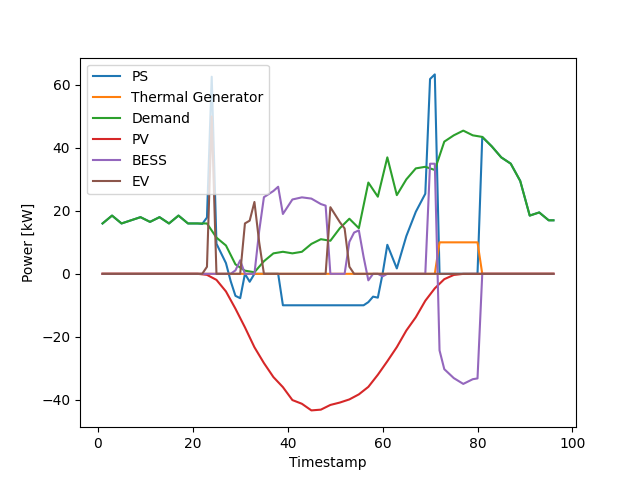 PS
Thermal Generator
Demand
PV
BESS
EV
Power [kW]
60
40
20
0
−20
−40
0 20 40 60 80 100
Timestamp